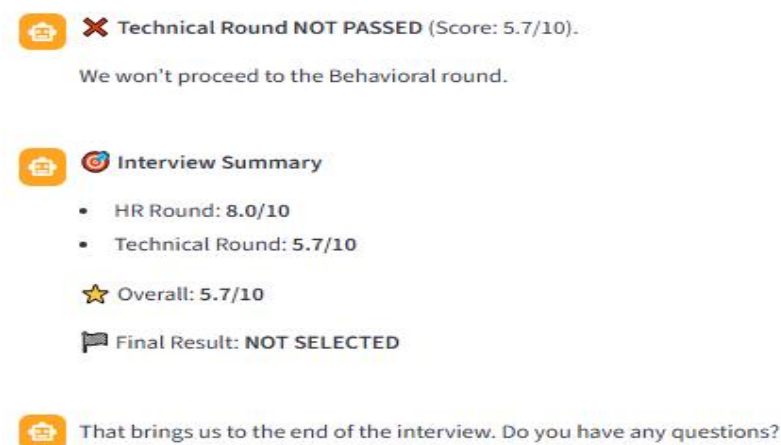 ❌ Technical Round NOT PASSED (Score: 5.7/10).
We won't proceed to the Behavioral round.
🎯 Interview Summary
• HR Round: 8.0/10
• Technical Round: 5.7/10
⭐ Overall: 5.7/10
🏁 Final Result: NOT SELECTED
That brings us to the end of the interview. Do you have any questions?